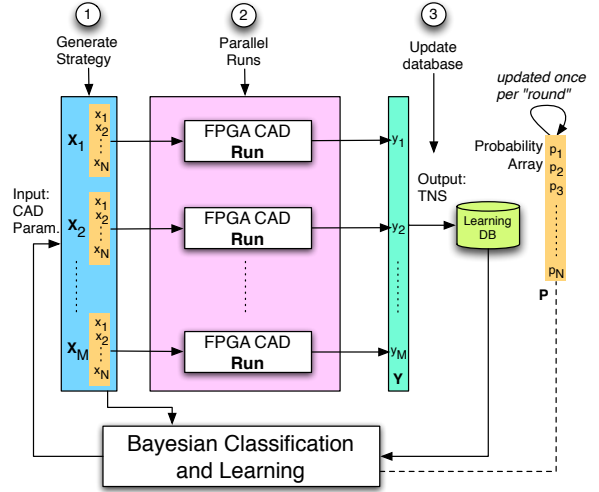 1
2
3
Generate
Strategy
Parallel
Runs
Update
database
updated once
per "round"
Probability
Array
p1
p2
p3
pN
P
Input:
CAD
Param.
X1
x1
x2
xN
FPGA CAD
Run
y1
Output:
TNS
X2
x1
x2
xN
FPGA CAD
Run
y2
Learning
DB
XM
x1
x2
xN
FPGA CAD
Run
yM
Y
Bayesian Classification
and Learning